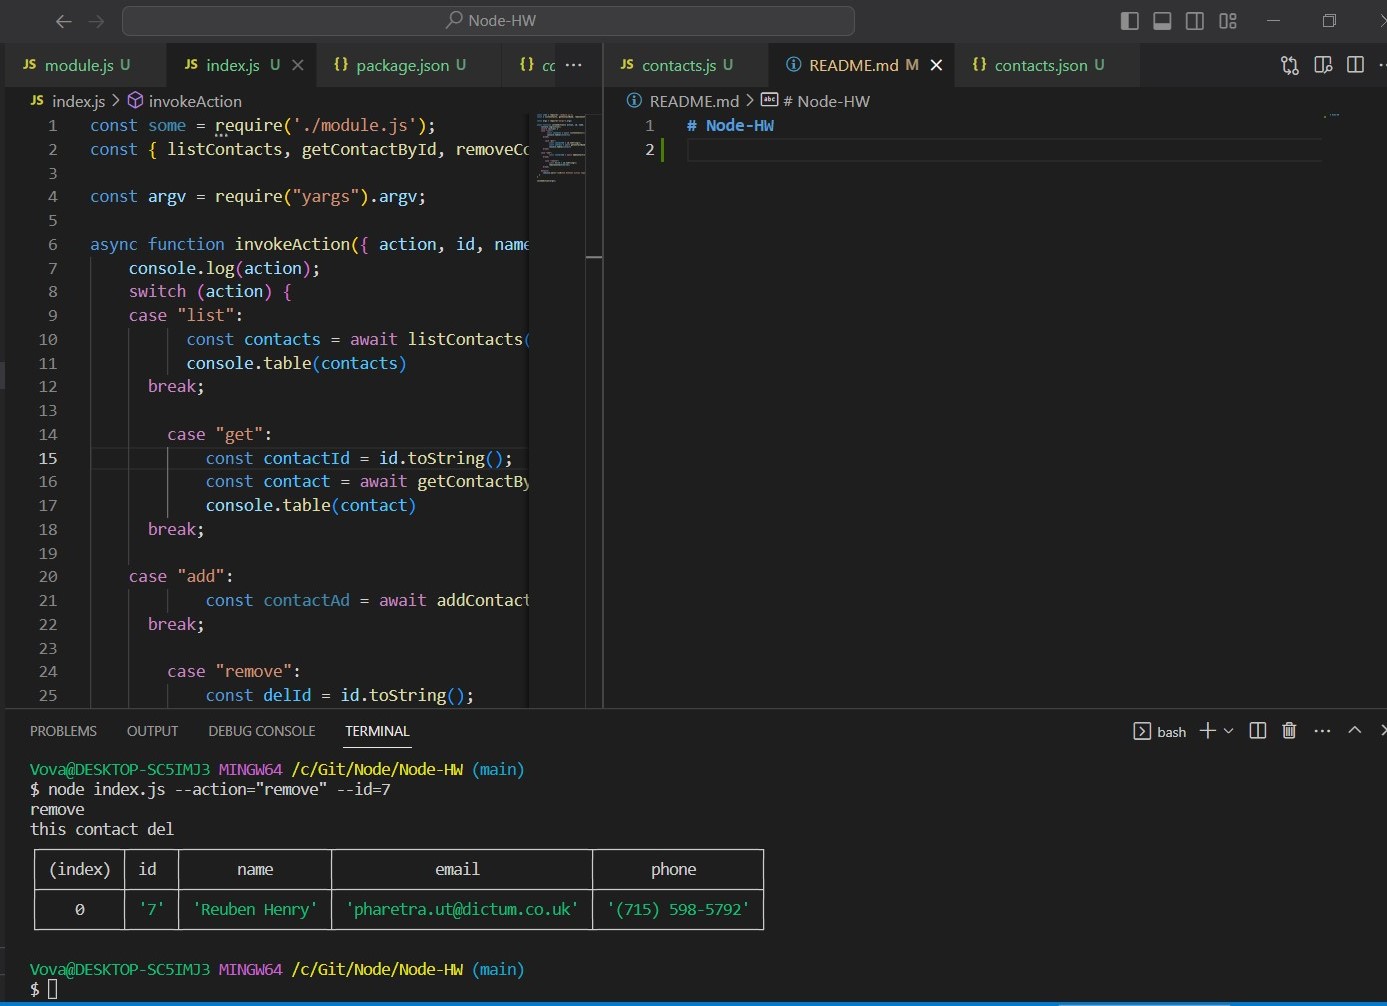 Node-HW
JS module.js U
JS index.js U
{} package.json U
{} cc
JS contacts.js U
README.md M
{} contacts.json U
JS index.js > invokeAction
README.md > abc # Node-HW
1 const some = require('./module.js');
2 const { listContacts, getContactById, removeCo
3
4 const argv = require("yargs").argv;
5
6 async function invokeAction({ action, id, name
7 console.log(action);
8 switch (action) {
9 case "list":
10 const contacts = await listContacts(
11 console.table(contacts)
12 break;
13
14 case "get":
15 const contactId = id.toString();
16 const contact = await getContactBy
17 console.table(contact)
18 break;
19
20 case "add":
21 const contactAd = await addContact
22 break;
23
24 case "remove":
25 const delId = id.toString();
1 # Node-HW
2
PROBLEMS OUTPUT DEBUG CONSOLE TERMINAL
bash
Vova@DESKTOP-SC5IMJ3 MINGW64 /c/Git/Node/Node-HW (main)
$ node index.js --action="remove" --id=7
remove
this contact del
(index) id name email phone
0 '7' 'Reuben Henry' 'pharetra.ut@dictum.co.uk' '(715) 598-5792'
Vova@DESKTOP-SC5IMJ3 MINGW64 /c/Git/Node/Node-HW (main)
$